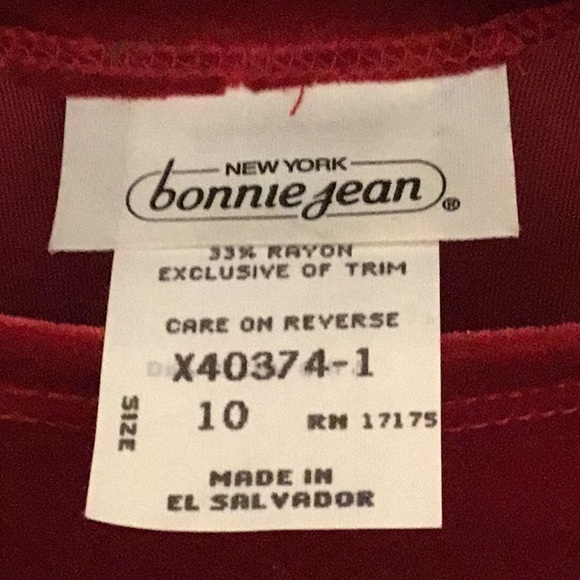 NEW YORK
bonnie jean ®
33% RAYON
EXCLUSIVE OF TRIM
CARE ON REVERSE
X40374-1
SIZE 10 RN 17175
MADE IN
EL SALVADOR